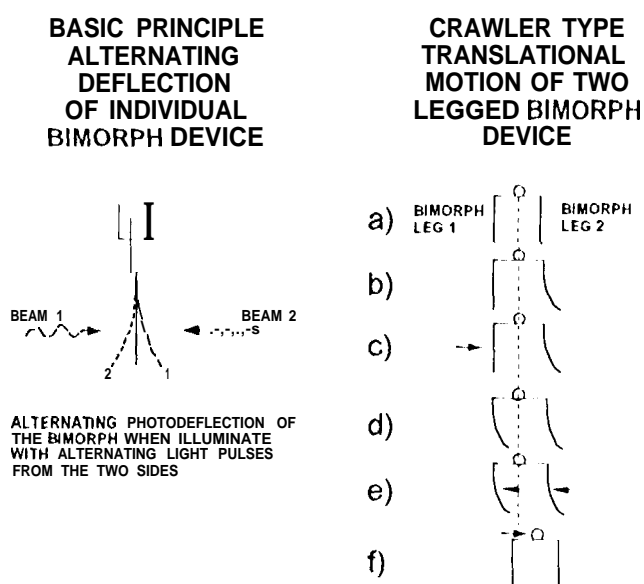 BASIC PRINCIPLE
ALTERNATING
DEFLECTION
OF INDIVIDUAL
BIMORPH DEVICE
BEAM 1
BEAM 2
2
1
ALTERNATING PHOTODEFLECTION OF
THE BIMORPH WHEN ILLUMINATE
WITH ALTERNATING LIGHT PULSES
FROM THE TWO SIDES
CRAWLER TYPE
TRANSLATIONAL
MOTION OF TWO
LEGGED BIMORPH
DEVICE
a)
BIMORPH
LEG 1
BIMORPH
LEG 2
b)
c)
d)
e)
f)